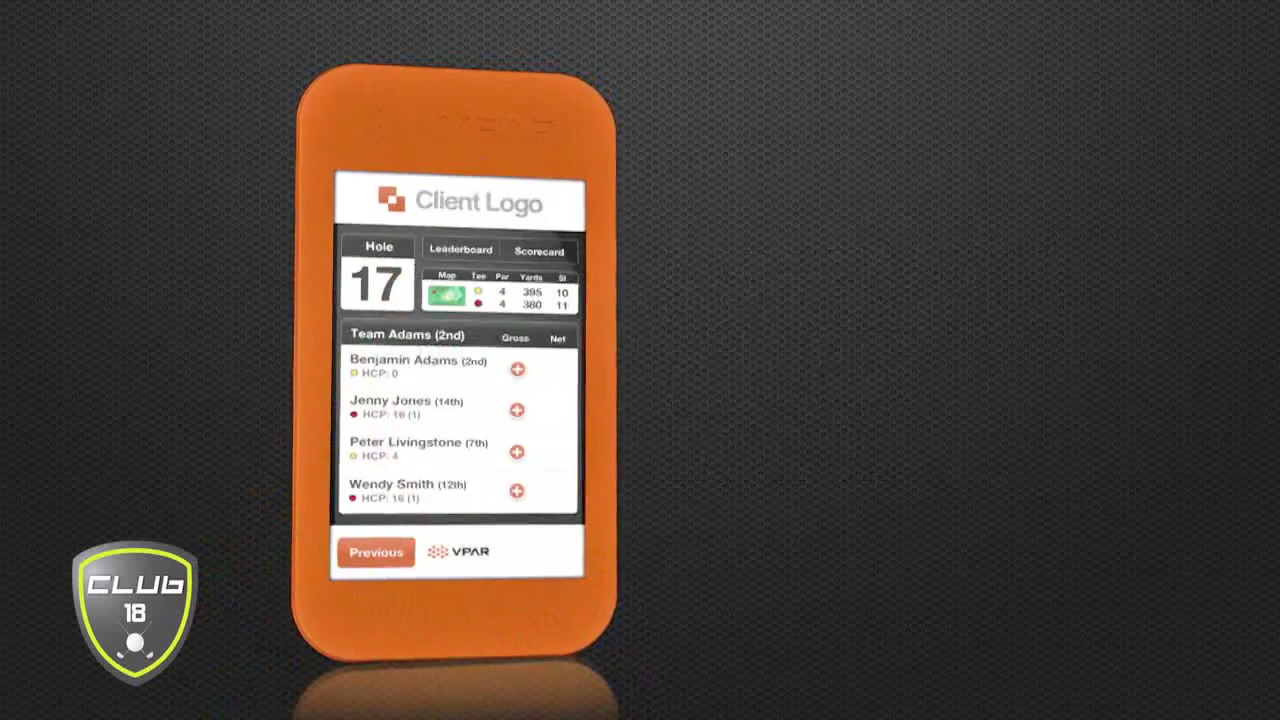 VPAR
Client Logo
Hole
17
Leaderboard Scorecard
Map Tee Par Yards SI
4 395 10
4 380 11
Team Adams (2nd) Gross Net
Benjamin Adams (2nd)
HCP: 0
Jenny Jones (14th)
HCP: 16 (1)
Peter Livingstone (7th)
HCP: 4
Wendy Smith (12th)
HCP: 16 (1)
Previous
VPAR
CLUb
18